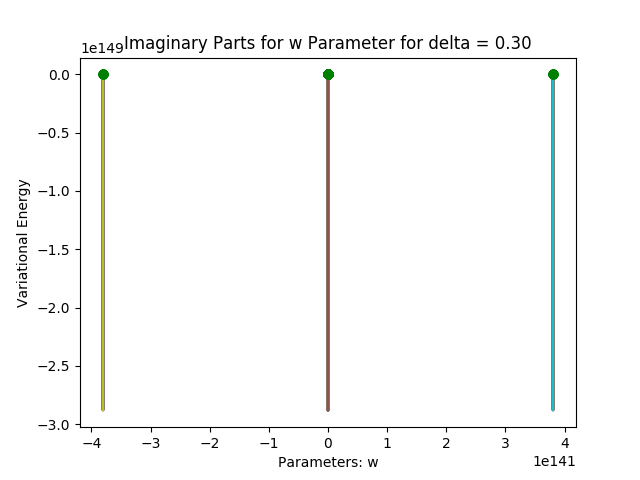 1e149
Imaginary Parts for w Parameter for delta = 0.30
0.0
−0.5
−1.0
−1.5
−2.0
−2.5
−3.0
Variational Energy
−4 −3 −2 −1 0 1 2 3 4
1e141
Parameters: w